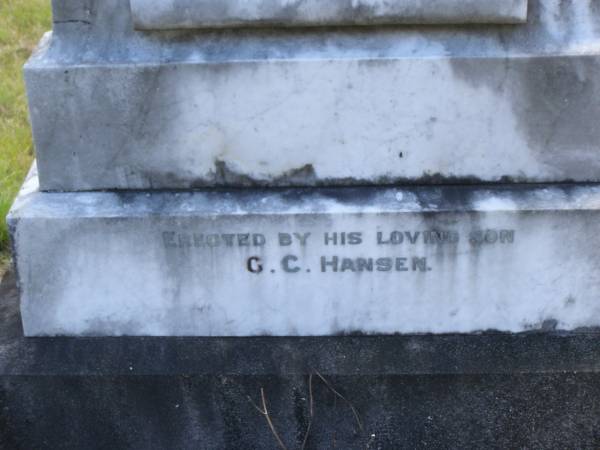 ERECTED BY HIS LOVING SON
G. C. HANSEN.